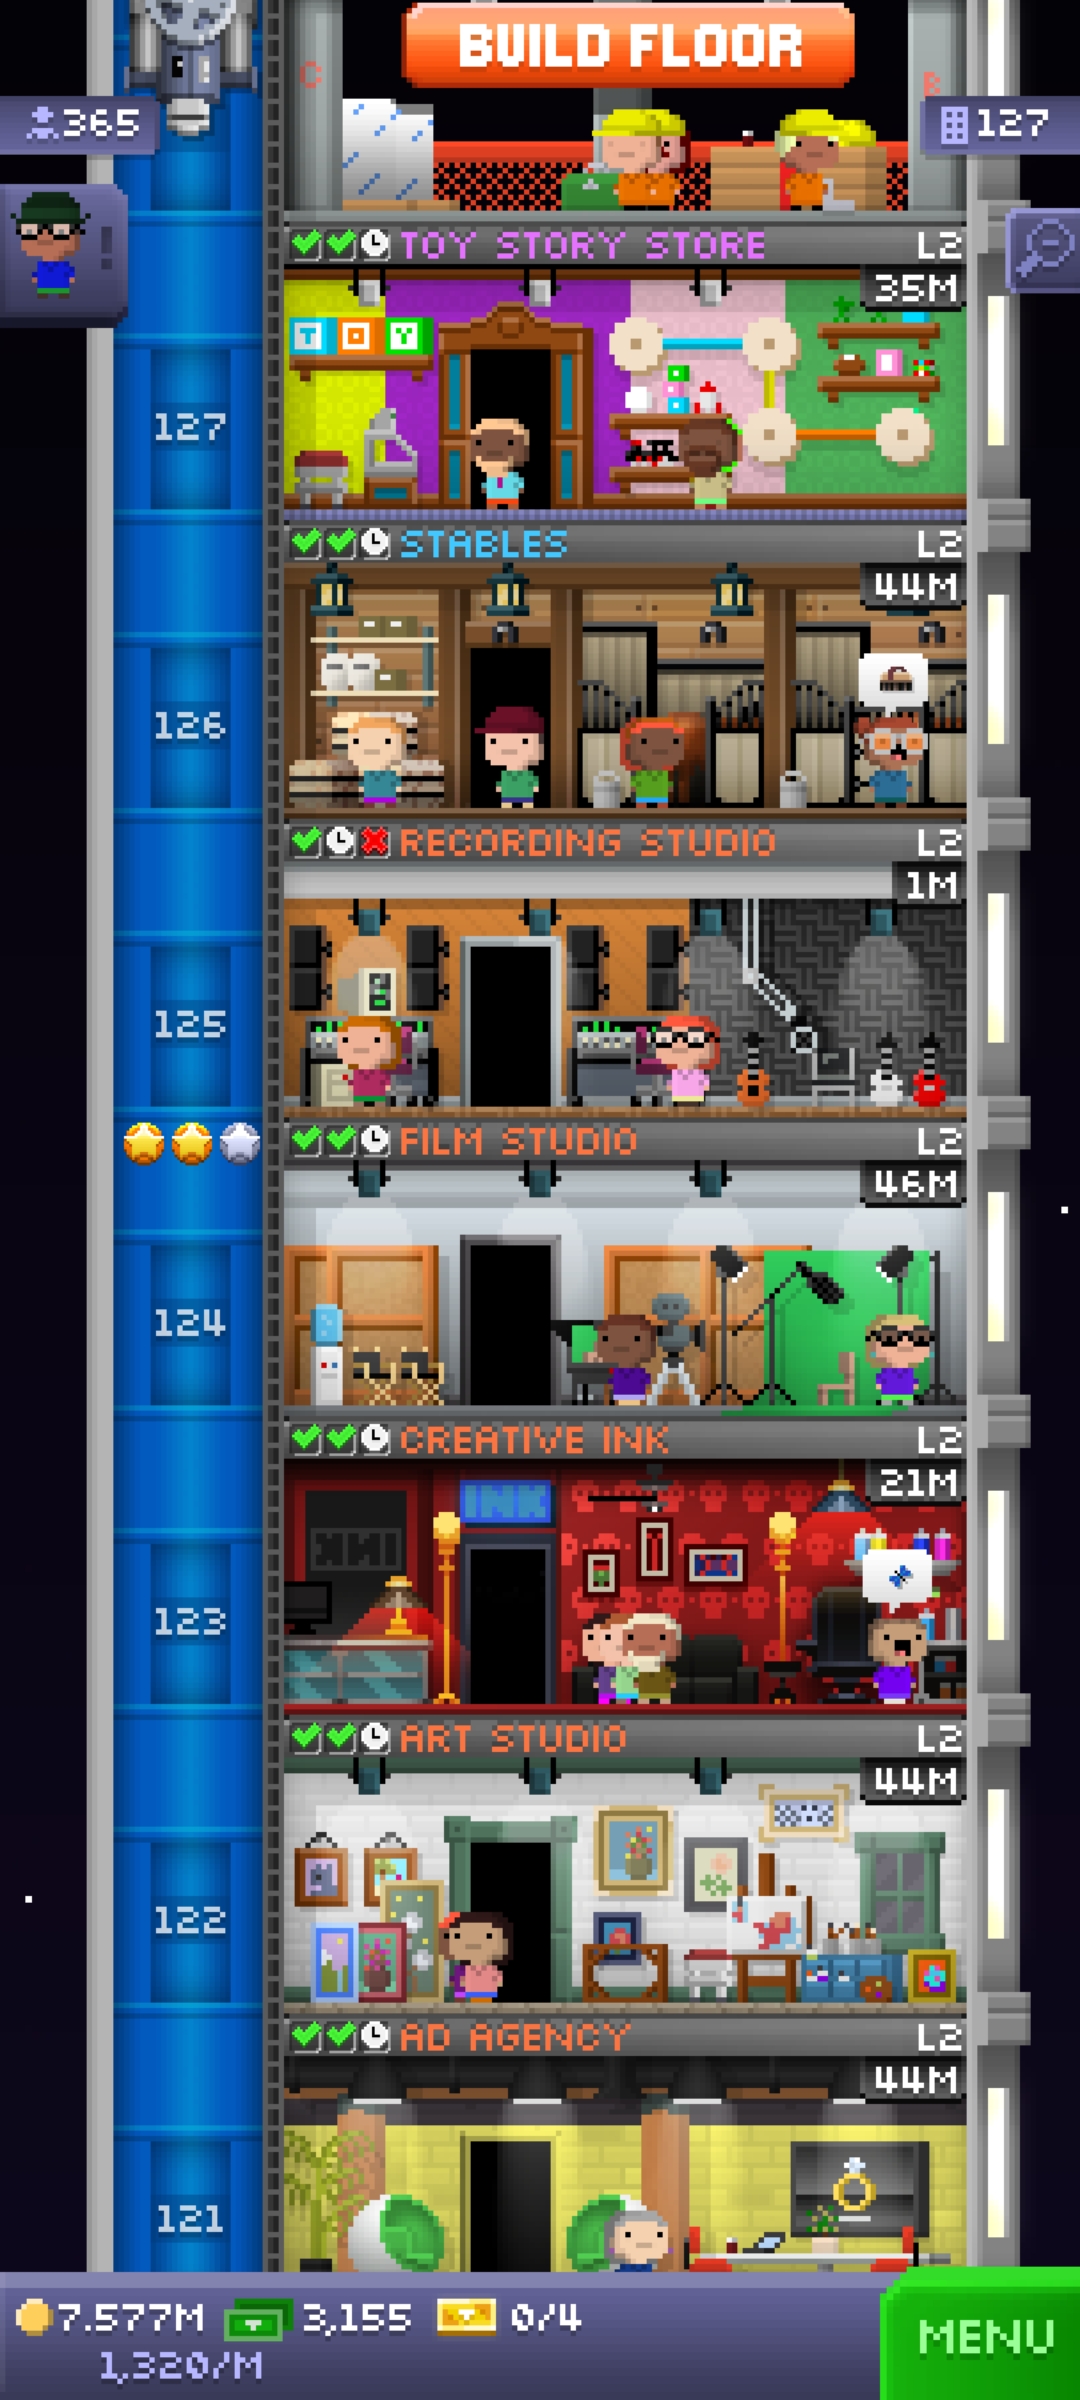 BUILD FLOOR
C
B
365
127
!
TOY STORY STORE L2
35M
T O Y
127
STABLES L2
44M
126
RECORDING STUDIO L2
1M
125
FILM STUDIO L2
46M
124
CREATIVE INK L2
21M
INK
123
ART STUDIO L2
44M
122
AD AGENCY L2
44M
121
7.577M 3,155 0/4
1,320/M
MENU